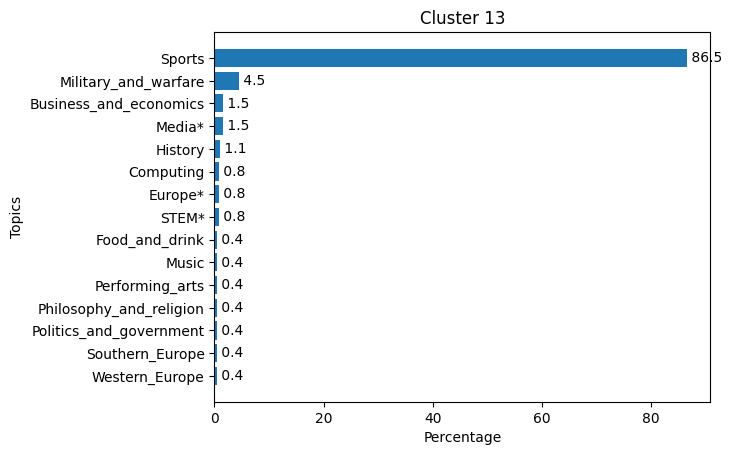 Cluster 13
Topics
Sports 86.5
Military_and_warfare 4.5
Business_and_economics 1.5
Media* 1.5
History 1.1
Computing 0.8
Europe* 0.8
STEM* 0.8
Food_and_drink 0.4
Music 0.4
Performing_arts 0.4
Philosophy_and_religion 0.4
Politics_and_government 0.4
Southern_Europe 0.4
Western_Europe 0.4
0 20 40 60 80
Percentage